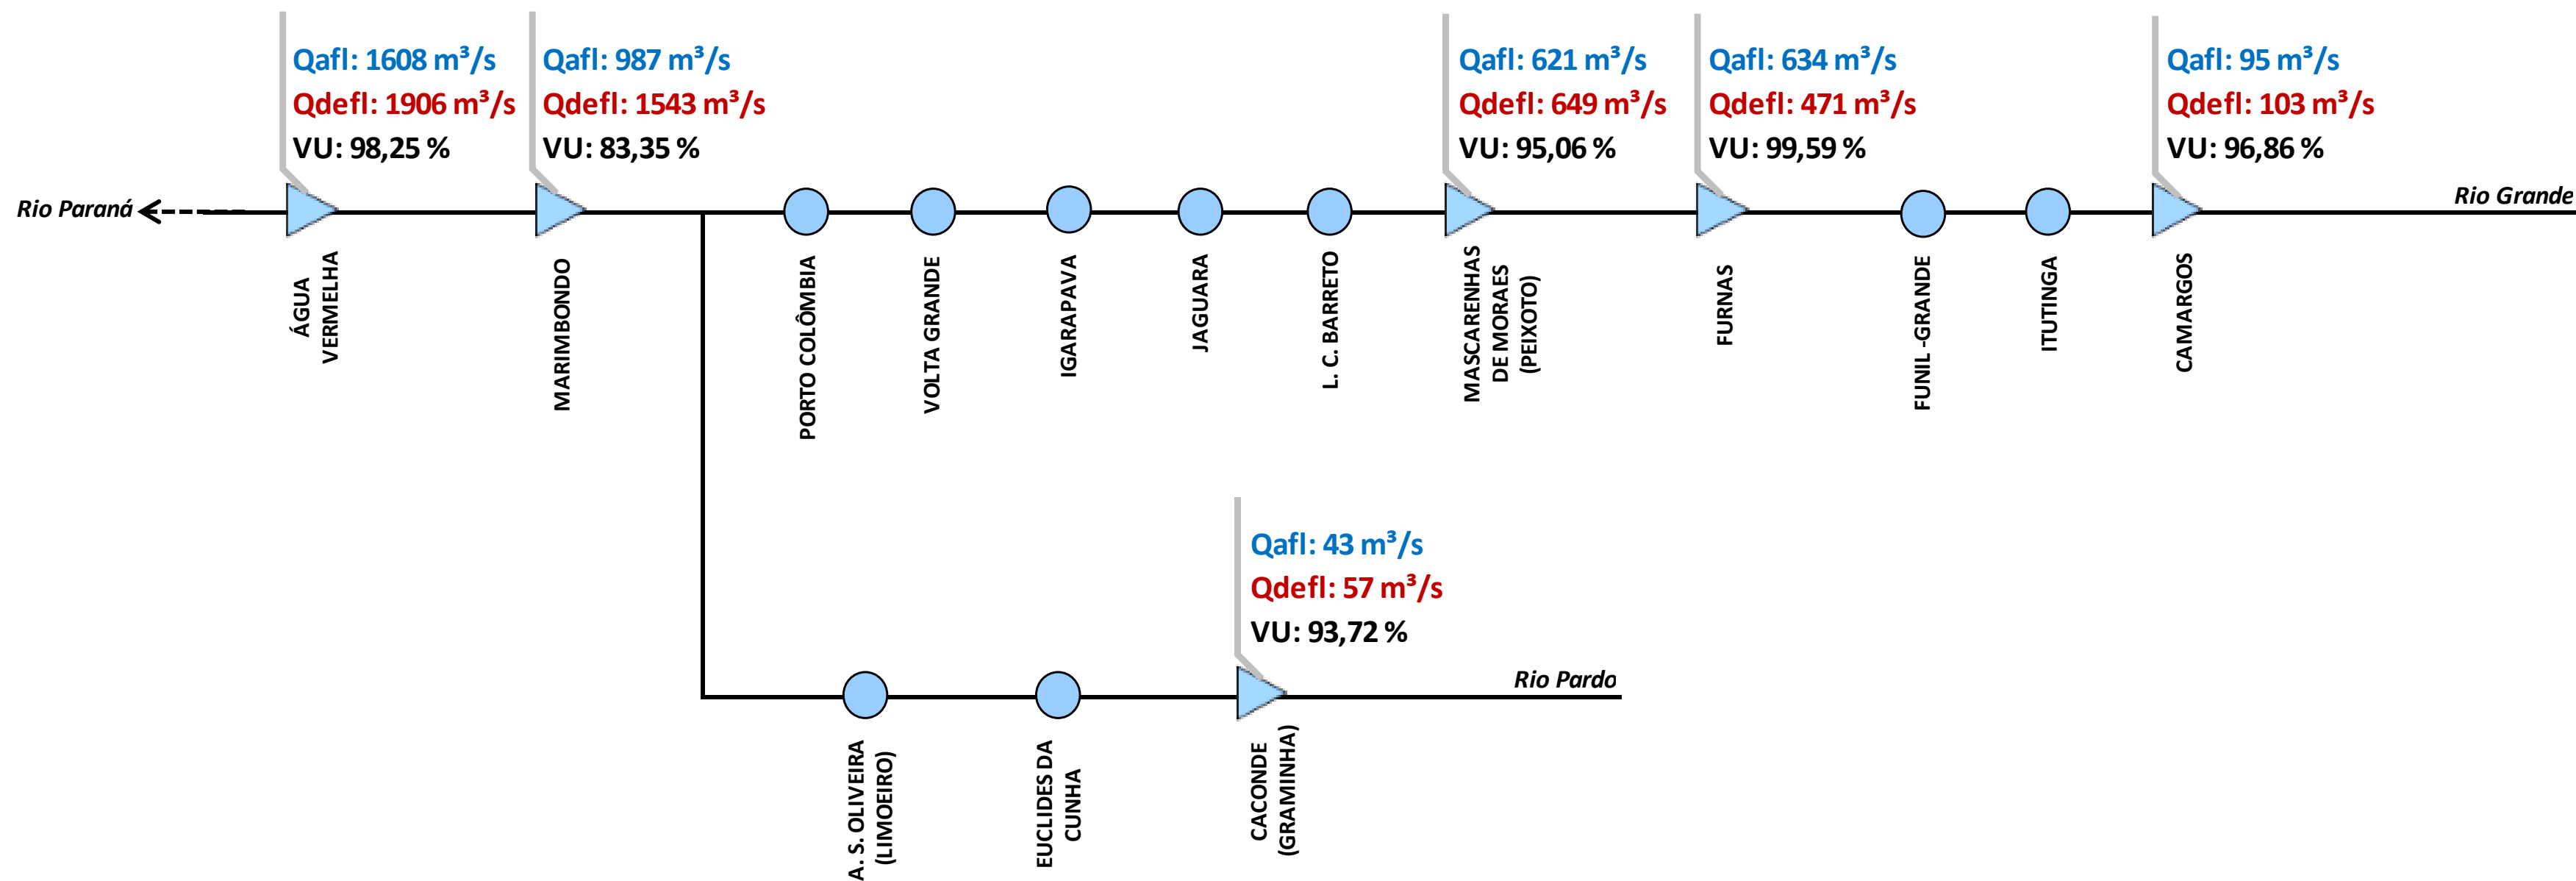 Qafl: 1608 m³/s
Qdefl: 1906 m³/s
VU: 98,25 %
Qafl: 987 m³/s
Qdefl: 1543 m³/s
VU: 83,35 %
Qafl: 621 m³/s
Qdefl: 649 m³/s
VU: 95,06 %
Qafl: 634 m³/s
Qdefl: 471 m³/s
VU: 99,59 %
Qafl: 95 m³/s
Qdefl: 103 m³/s
VU: 96,86 %
Rio Paraná
Rio Grande
ÁGUA
VERMELHA
MARIMBONDO
PORTO COLÔMBIA
VOLTA GRANDE
IGARAPAVA
JAGUARA
L. C. BARRETO
MASCARENHAS
DE MORAES
(PEIXOTO)
FURNAS
FUNIL -GRANDE
ITUTINGA
CAMARGOS
Qafl: 43 m³/s
Qdefl: 57 m³/s
VU: 93,72 %
Rio Pardo
A. S. OLIVEIRA
(LIMOEIRO)
EUCLIDES DA
CUNHA
CACONDE
(GRAMINHA)